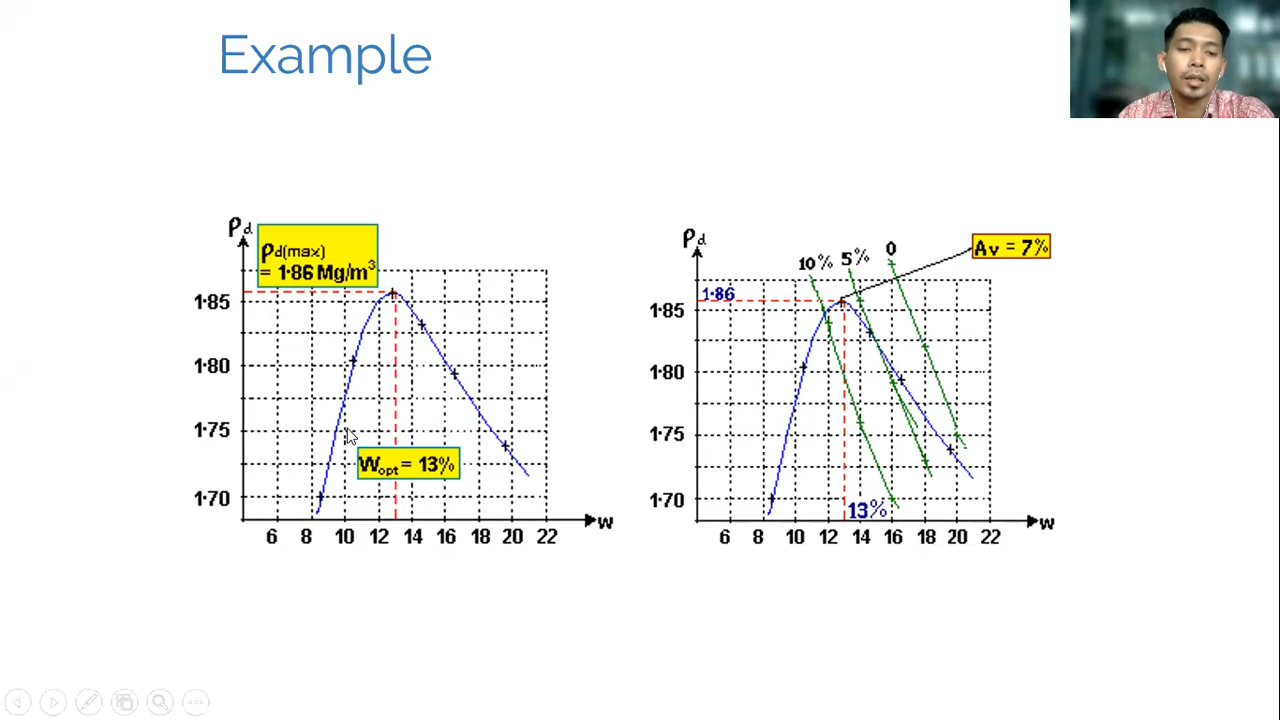 Example
ρd
ρd(max)
= 1·86 Mg/m³
1·85
1·80
1·75
1·70
Wopt = 13%
6 8 10 12 14 16 18 20 22
w
ρd
10% 5% 0
Av = 7%
1·86
1·85
1·80
1·75
1·70
13%
6 8 10 12 14 16 18 20 22
w